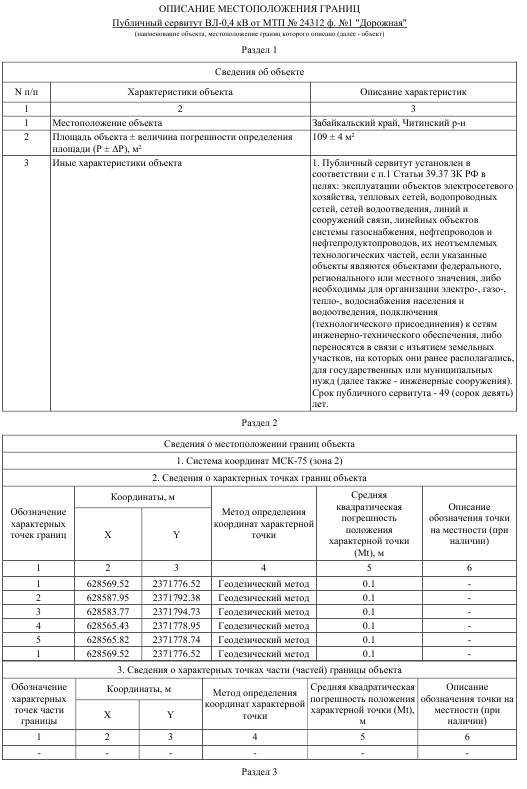 ОПИСАНИЕ МЕСТОПОЛОЖЕНИЯ ГРАНИЦ
Публичный сервитут ВЛ-0,4 кВ от МТП № 24312 ф. №1 "Дорожная"
(наименование объекта, местоположение границ которого описано (далее - объект)
Раздел 1
Сведения об объекте
N п/п Характеристики объекта Описание характеристик
1 2 3
1 Местоположение объекта Забайкальский край, Читинский р-н
2 Площадь объекта ± величина погрешности определения площади (P ± ΔP), м² 109 ± 4 м²
3 Иные характеристики объекта 1. Публичный сервитут установлен в
соответствии с п.1 Статьи 39.37 ЗК РФ в
целях: эксплуатации объектов электросетевого
хозяйства, тепловых сетей, водопроводных
сетей, сетей водоотведения, линий и
сооружений связи, линейных объектов
системы газоснабжения, нефтепроводов и
нефтепродуктопроводов, их неотъемлемых
технологических частей, если указанные
объекты являются объектами федерального,
регионального или местного значения, либо
необходимы для организации электро-, газо-,
тепло-, водоснабжения населения и
водоотведения, подключения
(технологического присоединения) к сетям
инженерно-технического обеспечения, либо
переносятся в связи с изъятием земельных
участков, на которых они ранее располагались,
для государственных или муниципальных
нужд (далее также - инженерные сооружения).
Срок публичного сервитута - 49 (сорок девять)
лет.
Раздел 2
Сведения о местоположении границ объекта
1. Система координат МСК-75 (зона 2)
2. Сведения о характерных точках границ объекта
Обозначение характерных точек границ Координаты, м Метод определения координат характерной точки Средняя квадратическая погрешность положения характерной точки (Mt), м Описание обозначения точки на местности (при наличии)
X Y
1 2 3 4 5 6
1 628569.52 2371776.52 Геодезический метод 0.1 -
2 628587.95 2371792.38 Геодезический метод 0.1 -
3 628583.77 2371794.73 Геодезический метод 0.1 -
4 628565.43 2371778.95 Геодезический метод 0.1 -
5 628565.82 2371778.74 Геодезический метод 0.1 -
1 628569.52 2371776.52 Геодезический метод 0.1 -
3. Сведения о характерных точках части (частей) границы объекта
Обозначение характерных точек части границы Координаты, м Метод определения координат характерной точки Средняя квадратическая погрешность положения характерной точки (Mt), м Описание обозначения точки на местности (при наличии)
X Y
1 2 3 4 5 6
- - - - - -
Раздел 3